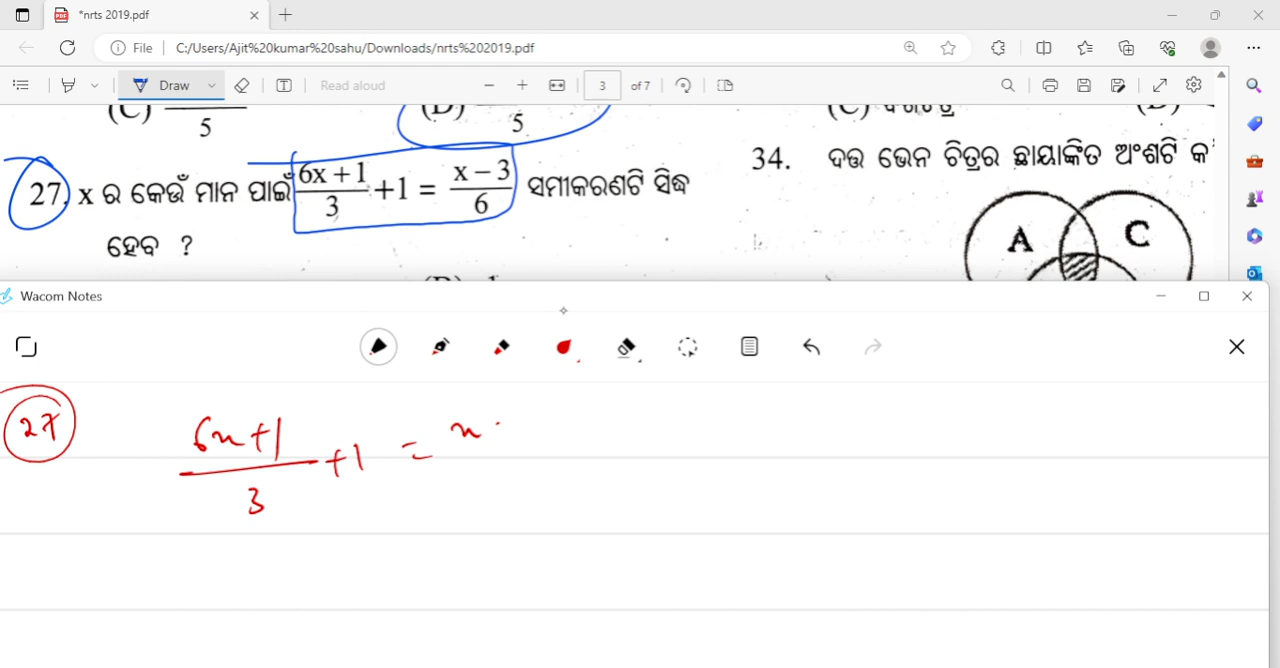 *nrts 2019.pdf
File C:/Users/Ajit%20kumar%20sahu/Downloads/nrts%202019.pdf
Draw Read aloud 3 of 7
(C) 5
(D) 5
27. x ର କେଉଁ ମାନ ପାଇଁ (6x + 1)/3 + 1 = (x – 3)/6 ସମୀକରଣଟି ସିଦ୍ଧ
ହେବ ?
34. ଦତ୍ତ ଭେନ ଚିତ୍ରର ଛାୟାଙ୍କିତ ଅଂଶଟି
A C
Wacom Notes
27 (6x+1)/3 +1 = x